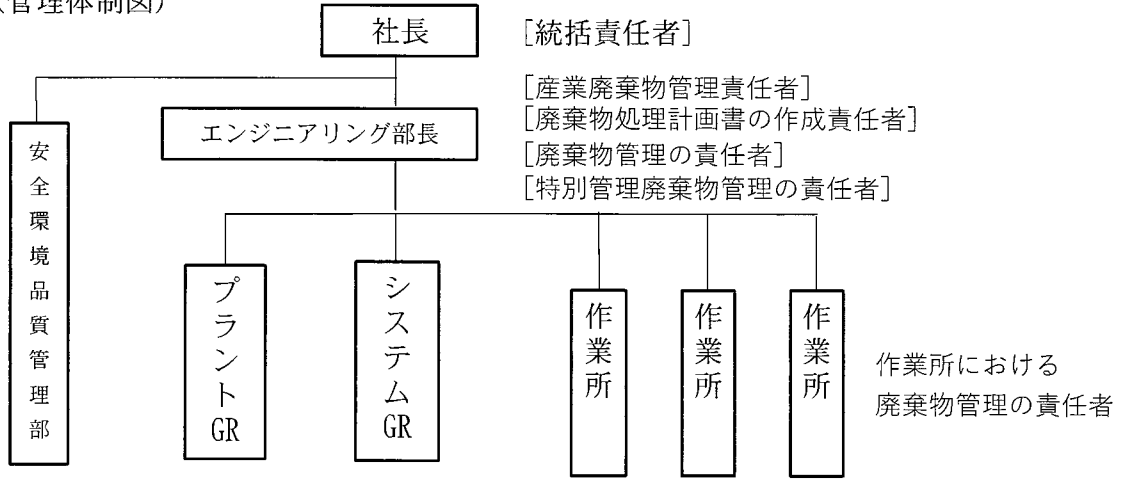 (管理体制図)
社長
[統括責任者]
[産業廃棄物管理責任者]
[廃棄物処理計画書の作成責任者]
[廃棄物管理の責任者]
[特別管理廃棄物管理の責任者]
エンジニアリング部長
安全環境品質管理部
プラントGR
システムGR
作業所
作業所
作業所
作業所における
廃棄物管理の責任者